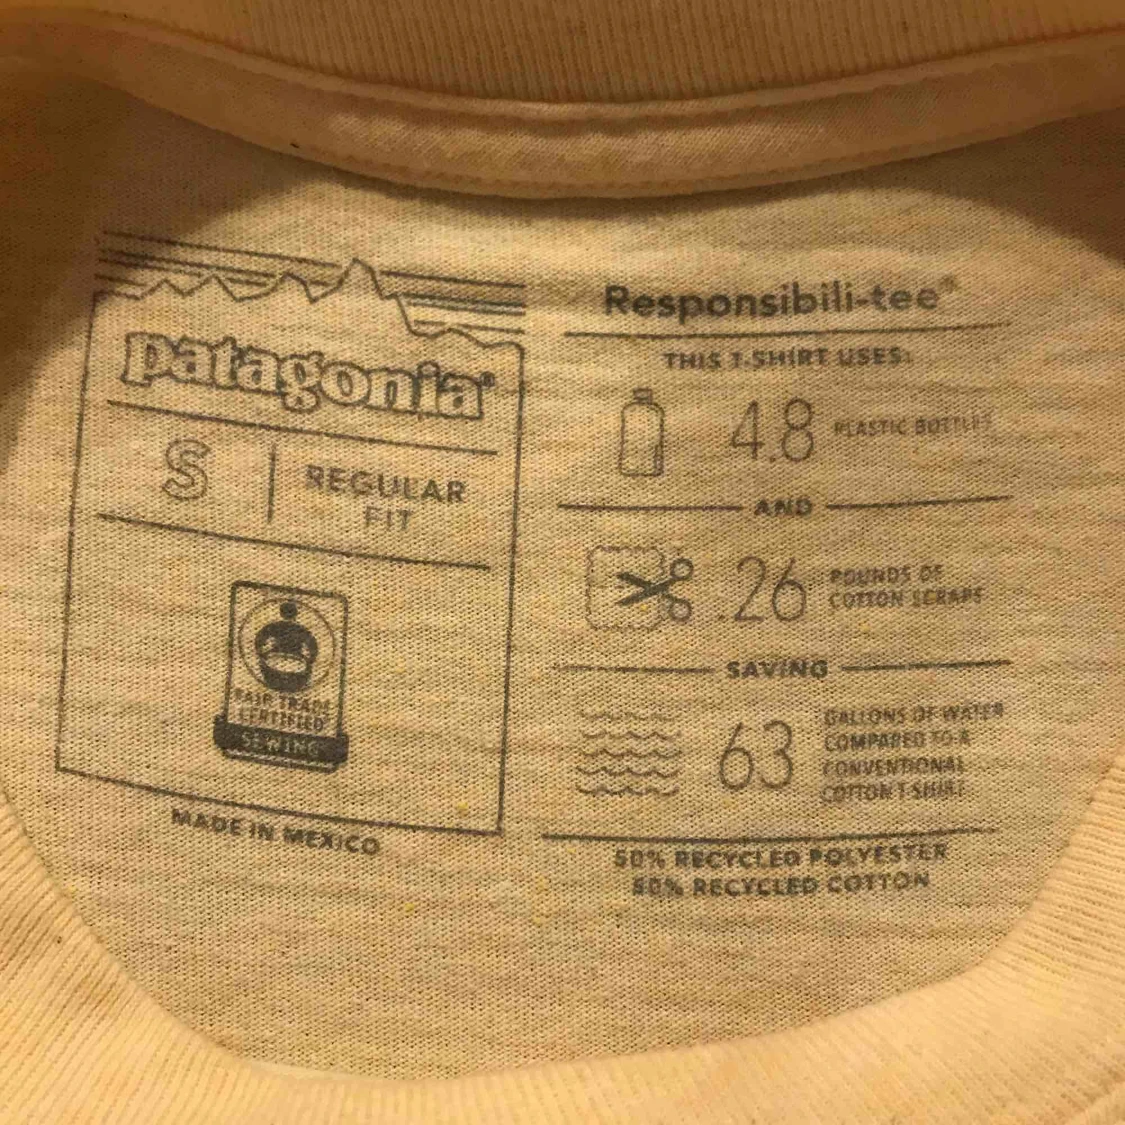 patagonia®
S
REGULAR
FIT
FAIR TRADE
CERTIFIED
SEWING
MADE IN MEXICO
Responsibili-tee®
THIS T-SHIRT USES:
4.8 PLASTIC BOTTLES
AND
.26 POUNDS OF
COTTON SCRAPS
SAVING
63 GALLONS OF WATER
COMPARED TO A
CONVENTIONAL
COTTON T-SHIRT
50% RECYCLED POLYESTER
50% RECYCLED COTTON